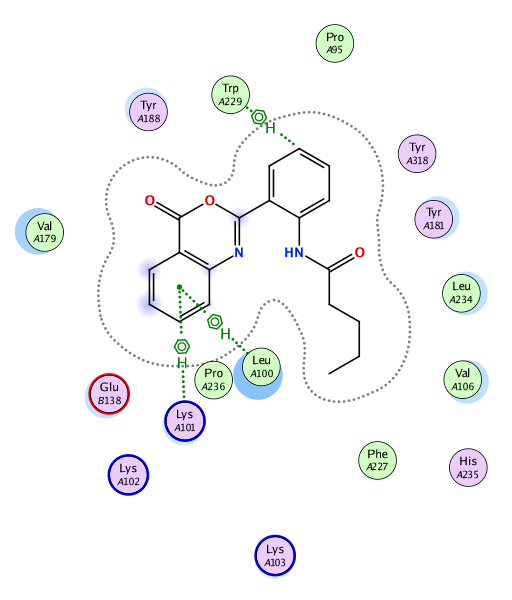 Pro
A95
Trp
A229
Tyr
A188
H
Tyr
A318
O
O
Tyr
A181
Val
A179
O
N
HN
O
Leu
A234
H
H
Leu
A100
Pro
A236
Val
A106
Glu
B138
Lys
A101
Phe
A227
His
A235
Lys
A102
Lys
A103